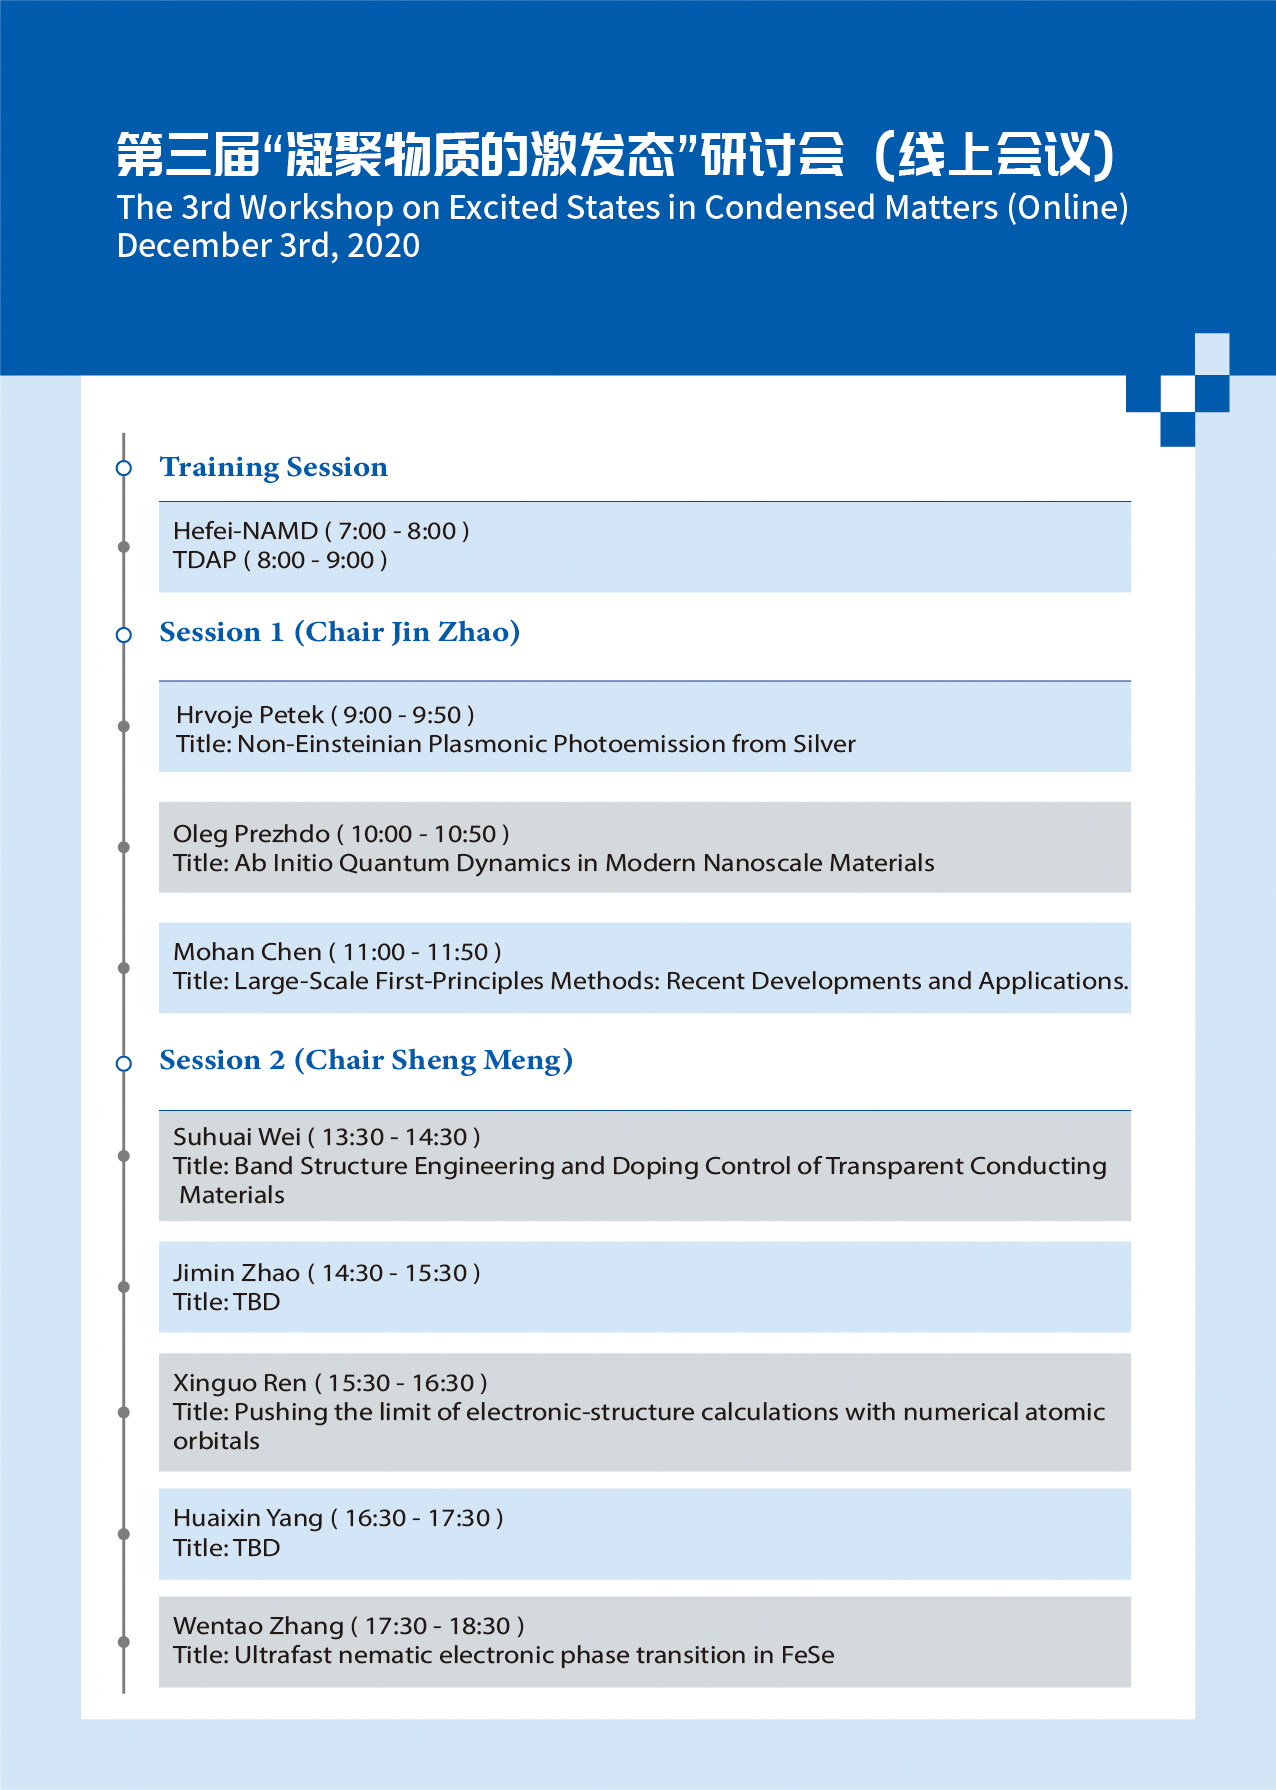 第三届“凝聚物质的激发态”研讨会（线上会议）
The 3rd Workshop on Excited States in Condensed Matters (Online)
December 3rd, 2020
Training Session
Hefei-NAMD ( 7:00 - 8:00 )
TDAP ( 8:00 - 9:00 )
Session 1 (Chair Jin Zhao)
Hrvoje Petek ( 9:00 - 9:50 )
Title: Non-Einsteinian Plasmonic Photoemission from Silver
Oleg Prezhdo ( 10:00 - 10:50 )
Title: Ab Initio Quantum Dynamics in Modern Nanoscale Materials
Mohan Chen ( 11:00 - 11:50 )
Title: Large-Scale First-Principles Methods: Recent Developments and Applications.
Session 2 (Chair Sheng Meng)
Suhuai Wei ( 13:30 - 14:30 )
Title: Band Structure Engineering and Doping Control of Transparent Conducting
Materials
Jimin Zhao ( 14:30 - 15:30 )
Title: TBD
Xinguo Ren ( 15:30 - 16:30 )
Title: Pushing the limit of electronic-structure calculations with numerical atomic
orbitals
Huaixin Yang ( 16:30 - 17:30 )
Title: TBD
Wentao Zhang ( 17:30 - 18:30 )
Title: Ultrafast nematic electronic phase transition in FeSe